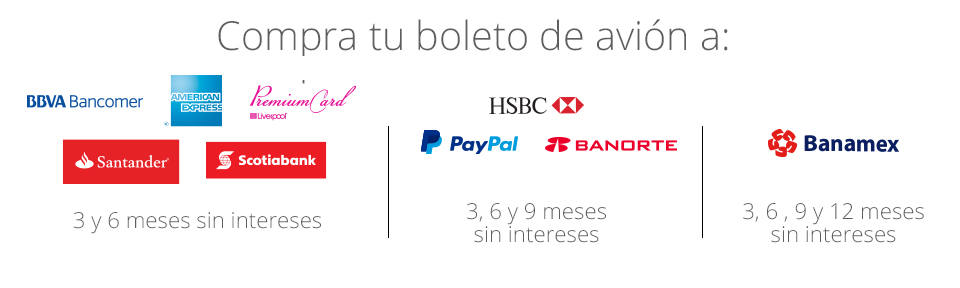 Compra tu boleto de avión a:
BBVA Bancomer
AMERICAN
EXPRESS
PremiumCard
Liverpool
Santander
Scotiabank
3 y 6 meses sin intereses
HSBC
PayPal
BANORTE
3, 6 y 9 meses
sin intereses
Banamex
3, 6 , 9 y 12 meses
sin intereses